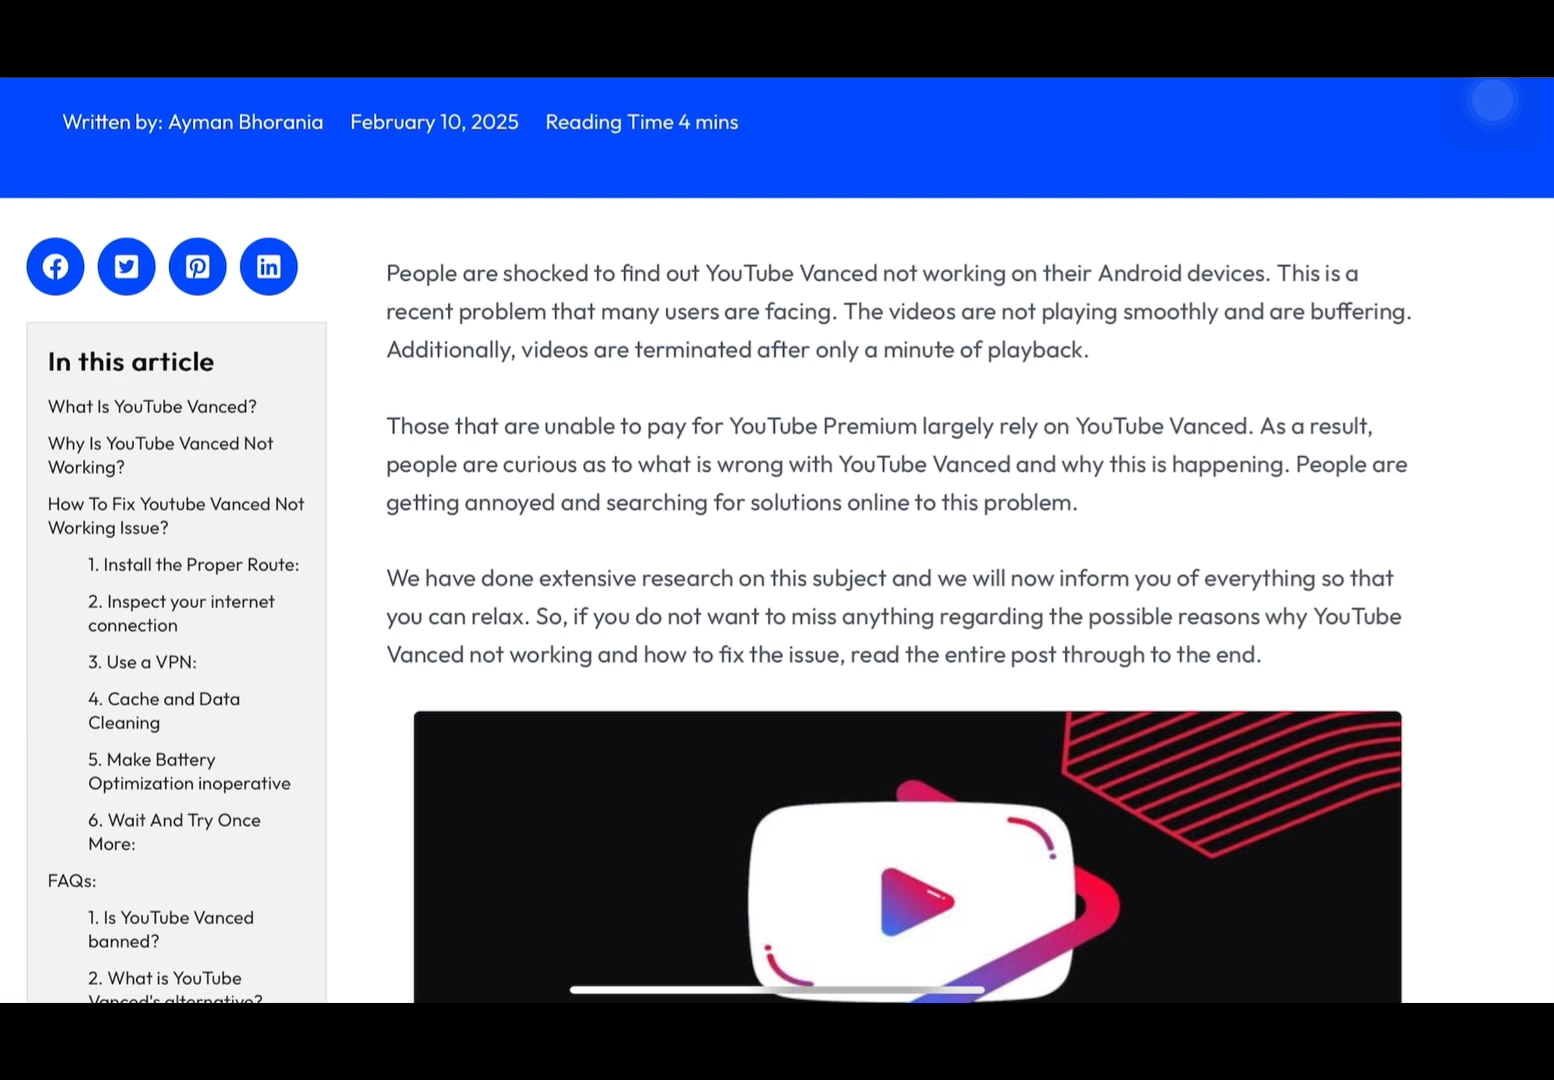 Written by: Ayman Bhorania February 10, 2025 Reading Time 4 mins
In this article
What Is YouTube Vanced?
Why Is YouTube Vanced Not
Working?
How To Fix Youtube Vanced Not
Working Issue?
1. Install the Proper Route:
2. Inspect your internet
connection
3. Use a VPN:
4. Cache and Data
Cleaning
5. Make Battery
Optimization inoperative
6. Wait And Try Once
More:
FAQs:
1. Is YouTube Vanced
banned?
2. What is YouTube
Vanced's alternative?
People are shocked to find out YouTube Vanced not working on their Android devices. This is a
recent problem that many users are facing. The videos are not playing smoothly and are buffering.
Additionally, videos are terminated after only a minute of playback.
Those that are unable to pay for YouTube Premium largely rely on YouTube Vanced. As a result,
people are curious as to what is wrong with YouTube Vanced and why this is happening. People are
getting annoyed and searching for solutions online to this problem.
We have done extensive research on this subject and we will now inform you of everything so that
you can relax. So, if you do not want to miss anything regarding the possible reasons why YouTube
Vanced not working and how to fix the issue, read the entire post through to the end.